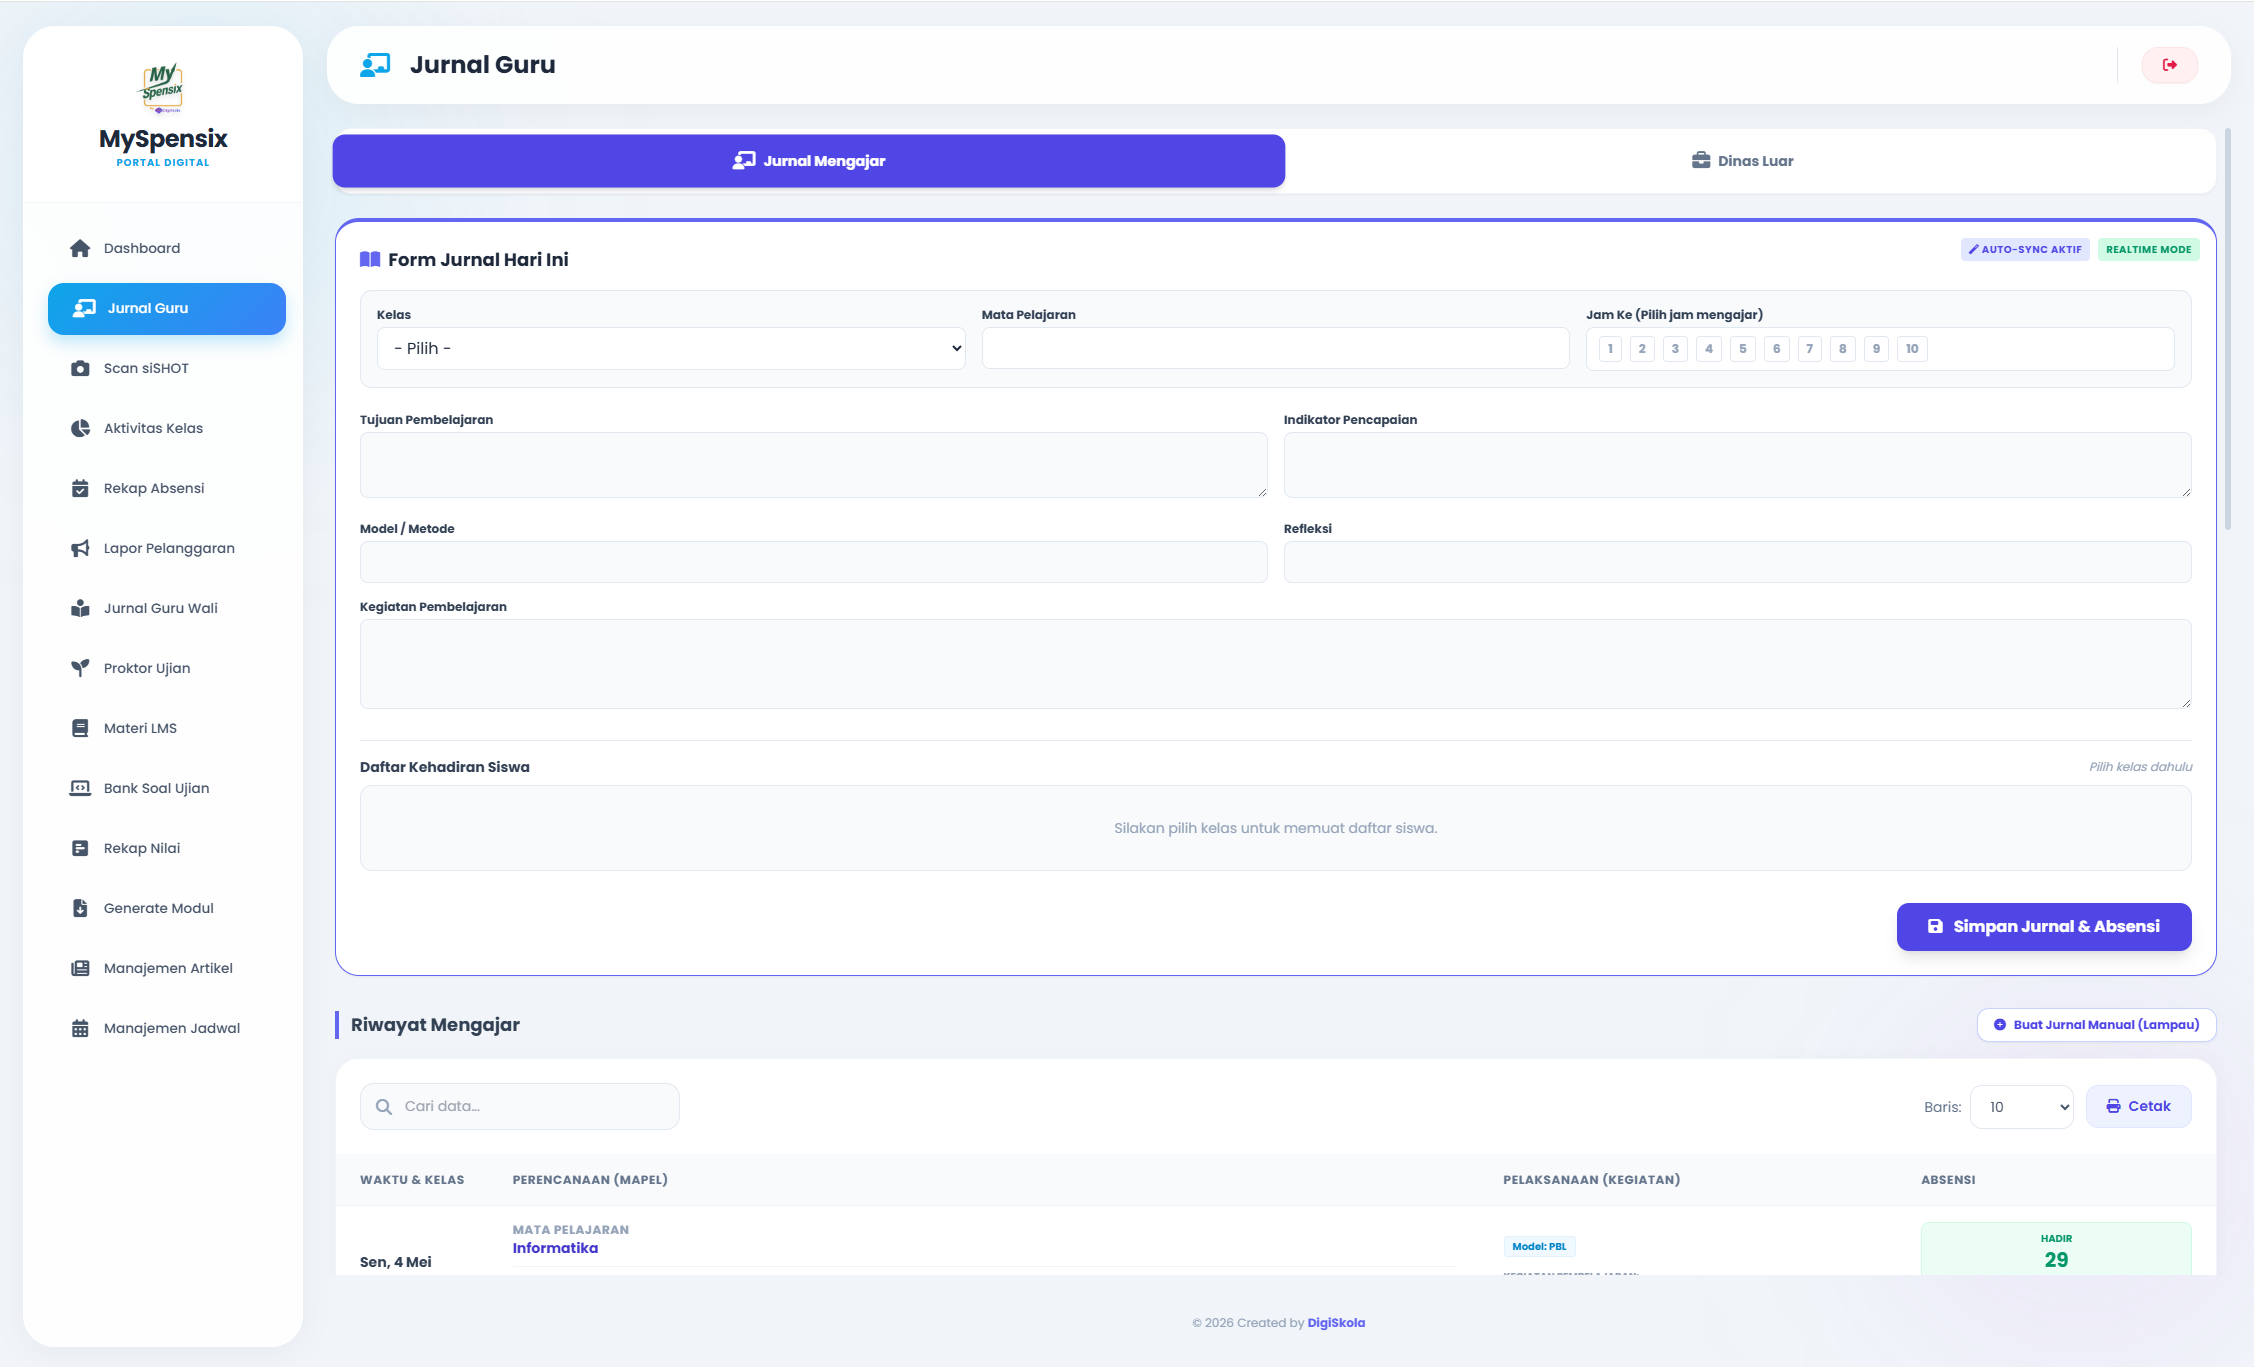 My
Spensix
MySpensix
PORTAL DIGITAL
Dashboard
Jurnal Guru
Scan siSHOT
Aktivitas Kelas
Rekap Absensi
Lapor Pelanggaran
Jurnal Guru Wali
Proktor Ujian
Materi LMS
Bank Soal Ujian
Rekap Nilai
Generate Modul
Manajemen Artikel
Manajemen Jadwal
Jurnal Guru
Jurnal Mengajar
Dinas Luar
Form Jurnal Hari Ini
AUTO-SYNC AKTIF
REALTIME MODE
Kelas
Mata Pelajaran
Jam Ke (Pilih jam mengajar)
- Pilih -
1 2 3 4 5 6 7 8 9 10
Tujuan Pembelajaran
Indikator Pencapaian
Model / Metode
Refleksi
Kegiatan Pembelajaran
Daftar Kehadiran Siswa
Pilih kelas dahulu
Silakan pilih kelas untuk memuat daftar siswa.
Simpan Jurnal & Absensi
Riwayat Mengajar
Buat Jurnal Manual (Lampau)
Cari data...
Baris:
10
Cetak
WAKTU & KELAS
PERENCANAAN (MAPEL)
PELAKSANAAN (KEGIATAN)
ABSENSI
Sen, 4 Mei
MATA PELAJARAN
Informatika
Model: PBL
HADIR
29
© 2026 Created by DigiSkola